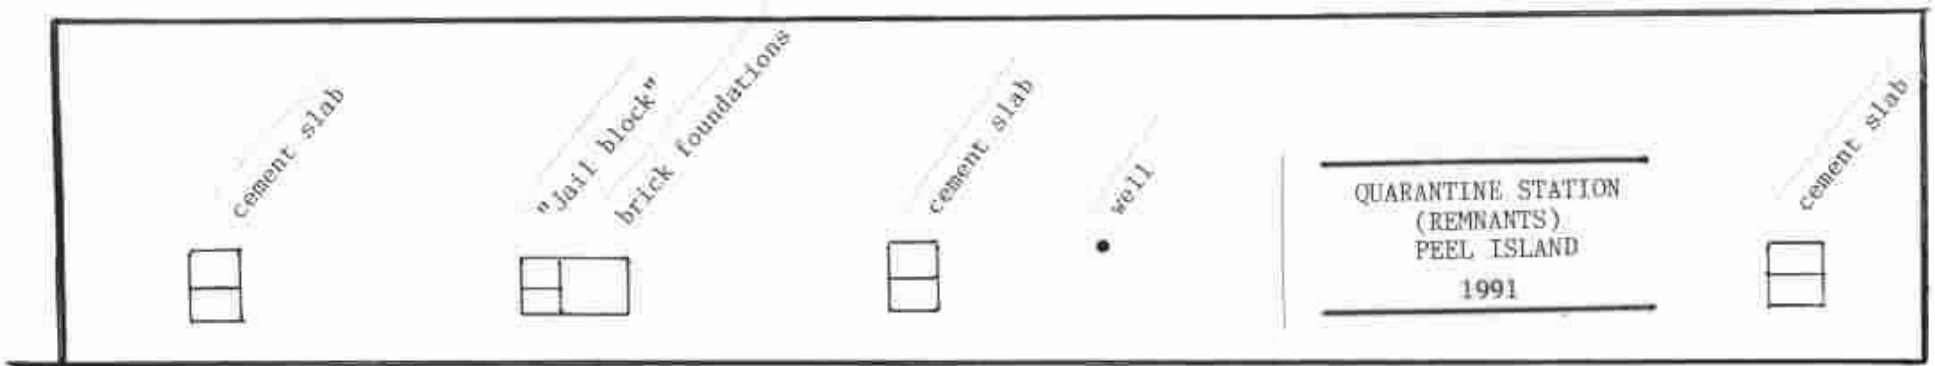 cement slab
"Jail block"
brick foundations
cement slab
well
QUARANTINE STATION
(REMNANTS)
PEEL ISLAND
1991
cement slab